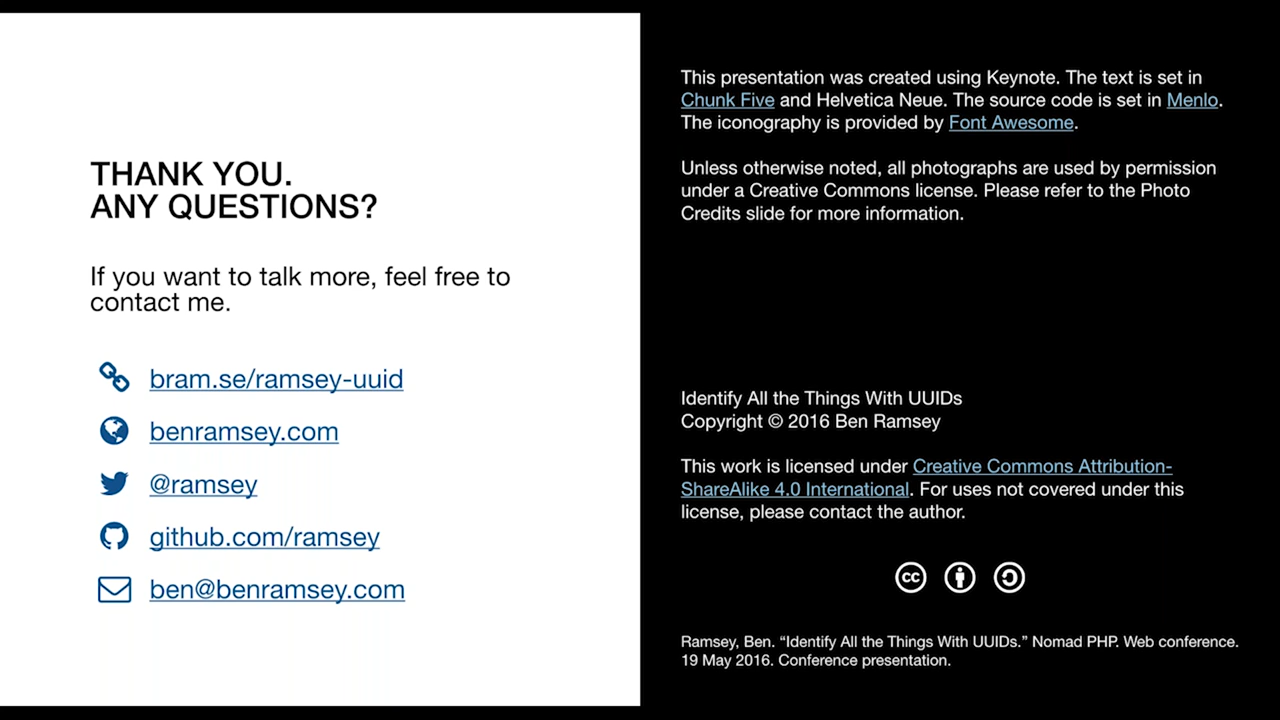 THANK YOU.
ANY QUESTIONS?
If you want to talk more, feel free to
contact me.
bram.se/ramsey-uuid
benramsey.com
@ramsey
github.com/ramsey
ben@benramsey.com
This presentation was created using Keynote. The text is set in
Chunk Five and Helvetica Neue. The source code is set in Menlo.
The iconography is provided by Font Awesome.
Unless otherwise noted, all photographs are used by permission
under a Creative Commons license. Please refer to the Photo
Credits slide for more information.
Identify All the Things With UUIDs
Copyright © 2016 Ben Ramsey
This work is licensed under Creative Commons Attribution-
ShareAlike 4.0 International. For uses not covered under this
license, please contact the author.
cc
Ramsey, Ben. “Identify All the Things With UUIDs.” Nomad PHP. Web conference.
19 May 2016. Conference presentation.